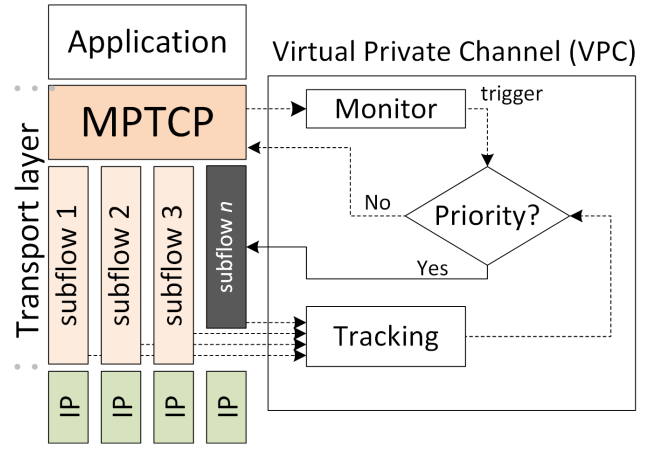 Application
Virtual Private Channel (VPC)
MPTCP
Monitor
trigger
Transport layer
subflow 1
subflow 2
subflow 3
subflow n
No
Priority?
Yes
Tracking
IP
IP
IP
IP